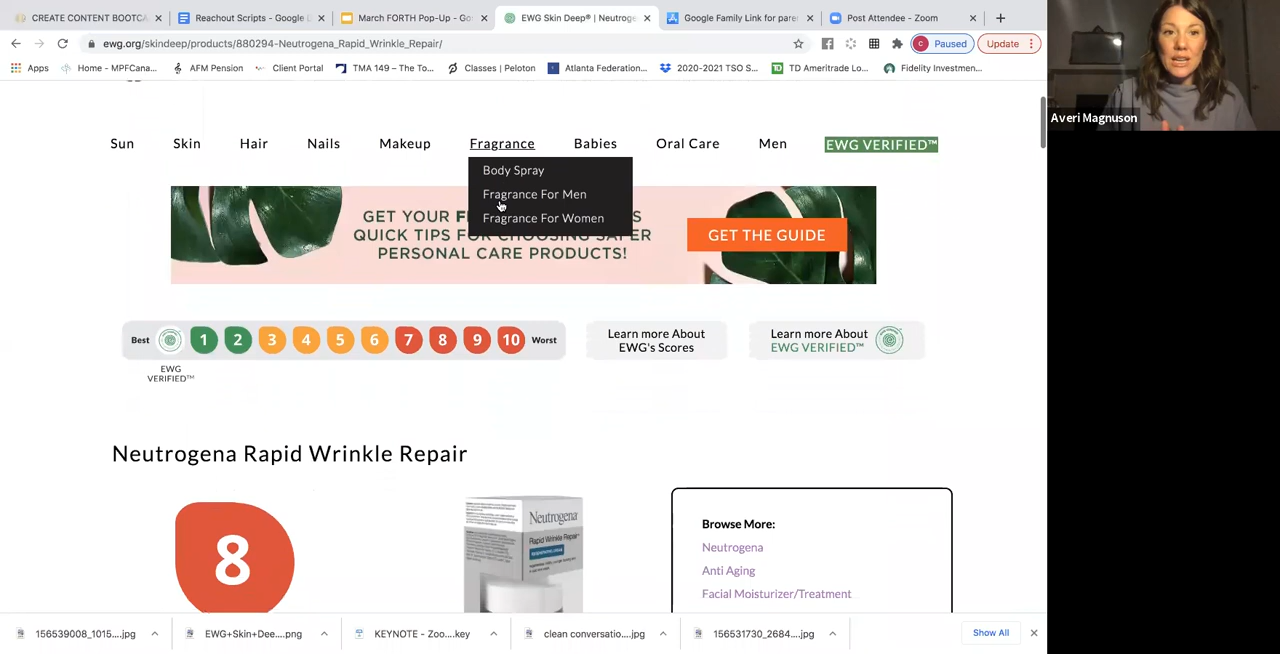 CREATE CONTENT BOOTCA
Reachout Scripts - Google D
March FORTH Pop-Up - Go
EWG Skin Deep® | Neutroge
Google Family Link for pare
Post Attendee - Zoom
ewg.org/skindeep/products/880294-Neutrogena_Rapid_Wrinkle_Repair/
Paused
Update
Apps
Home - MPFCana...
AFM Pension
Client Portal
TMA 149 – The To...
Classes | Peloton
Atlanta Federation...
2020-2021 TSO S...
TD Ameritrade Lo...
Fidelity Investmen...
Averi Magnuson
Sun
Skin
Hair
Nails
Makeup
Fragrance
Babies
Oral Care
Men
EWG VERIFIED™
Body Spray
Fragrance For Men
Fragrance For Women
GET YOUR F S
QUICK TIPS FOR CHOOSING SAFER
PERSONAL CARE PRODUCTS!
GET THE GUIDE
Best
1
2
3
4
5
6
7
8
9
10
Worst
EWG
VERIFIED™
Learn more About
EWG's Scores
Learn more About
EWG VERIFIED™
Neutrogena Rapid Wrinkle Repair
8
Neutrogena
Rapid Wrinkle Repair
Browse More:
Neutrogena
Anti Aging
Facial Moisturizer/Treatment
156539008_1015....jpg
EWG+Skin+Dee....png
KEYNOTE - Zoo....key
clean conversatio....jpg
156531730_2684....jpg
Show All